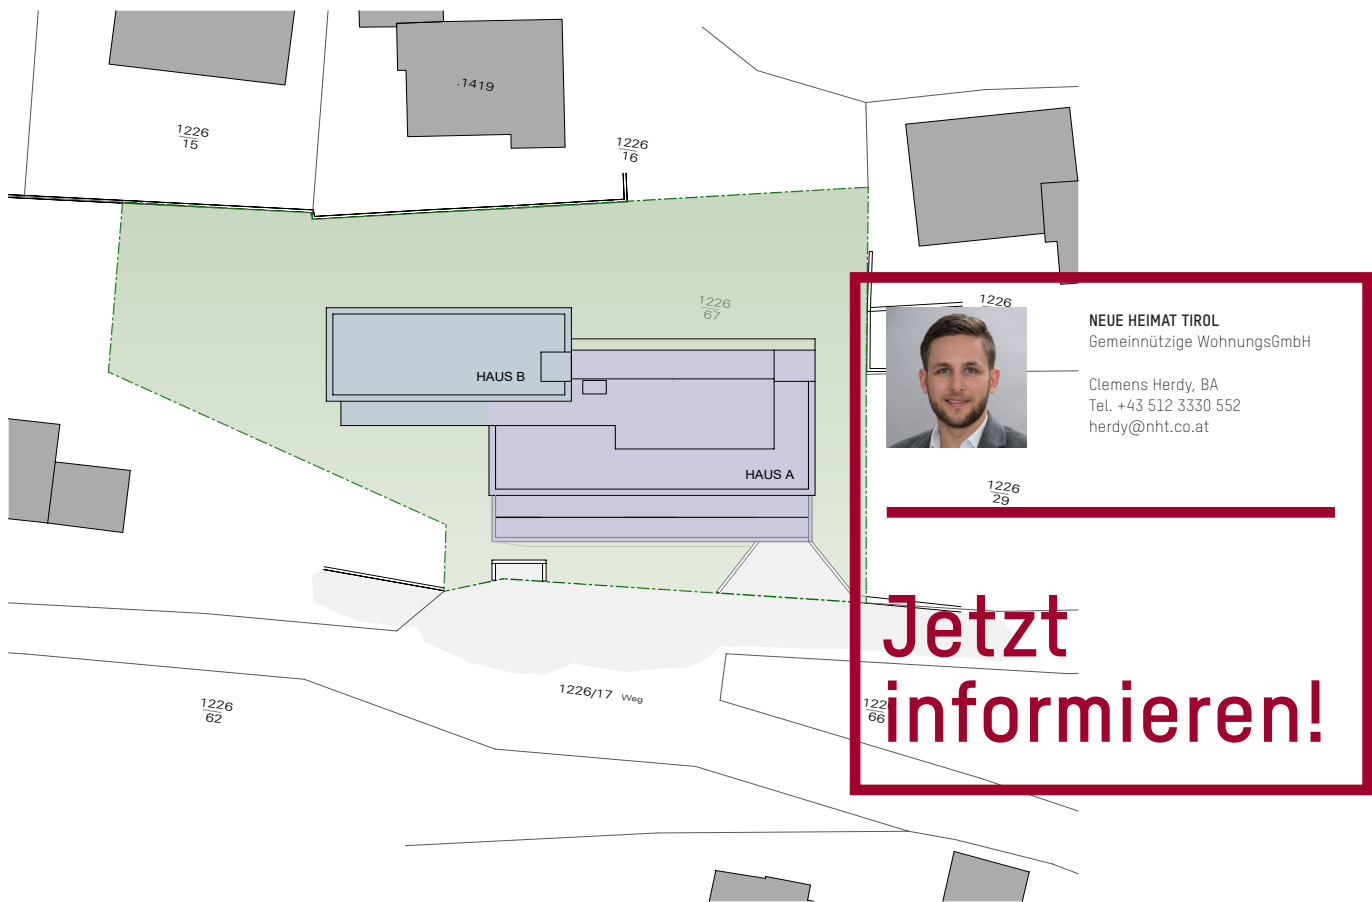 .1419
1226
15
1226
16
1226
67
1226
NEUE HEIMAT TIROL
Gemeinnützige WohnungsGmbH
Clemens Herdy, BA
Tel. +43 512 3330 552
herdy@nht.co.at
HAUS B
HAUS A
1226
29
Jetzt
informieren!
1226/17 Weg
1226
62
122
66